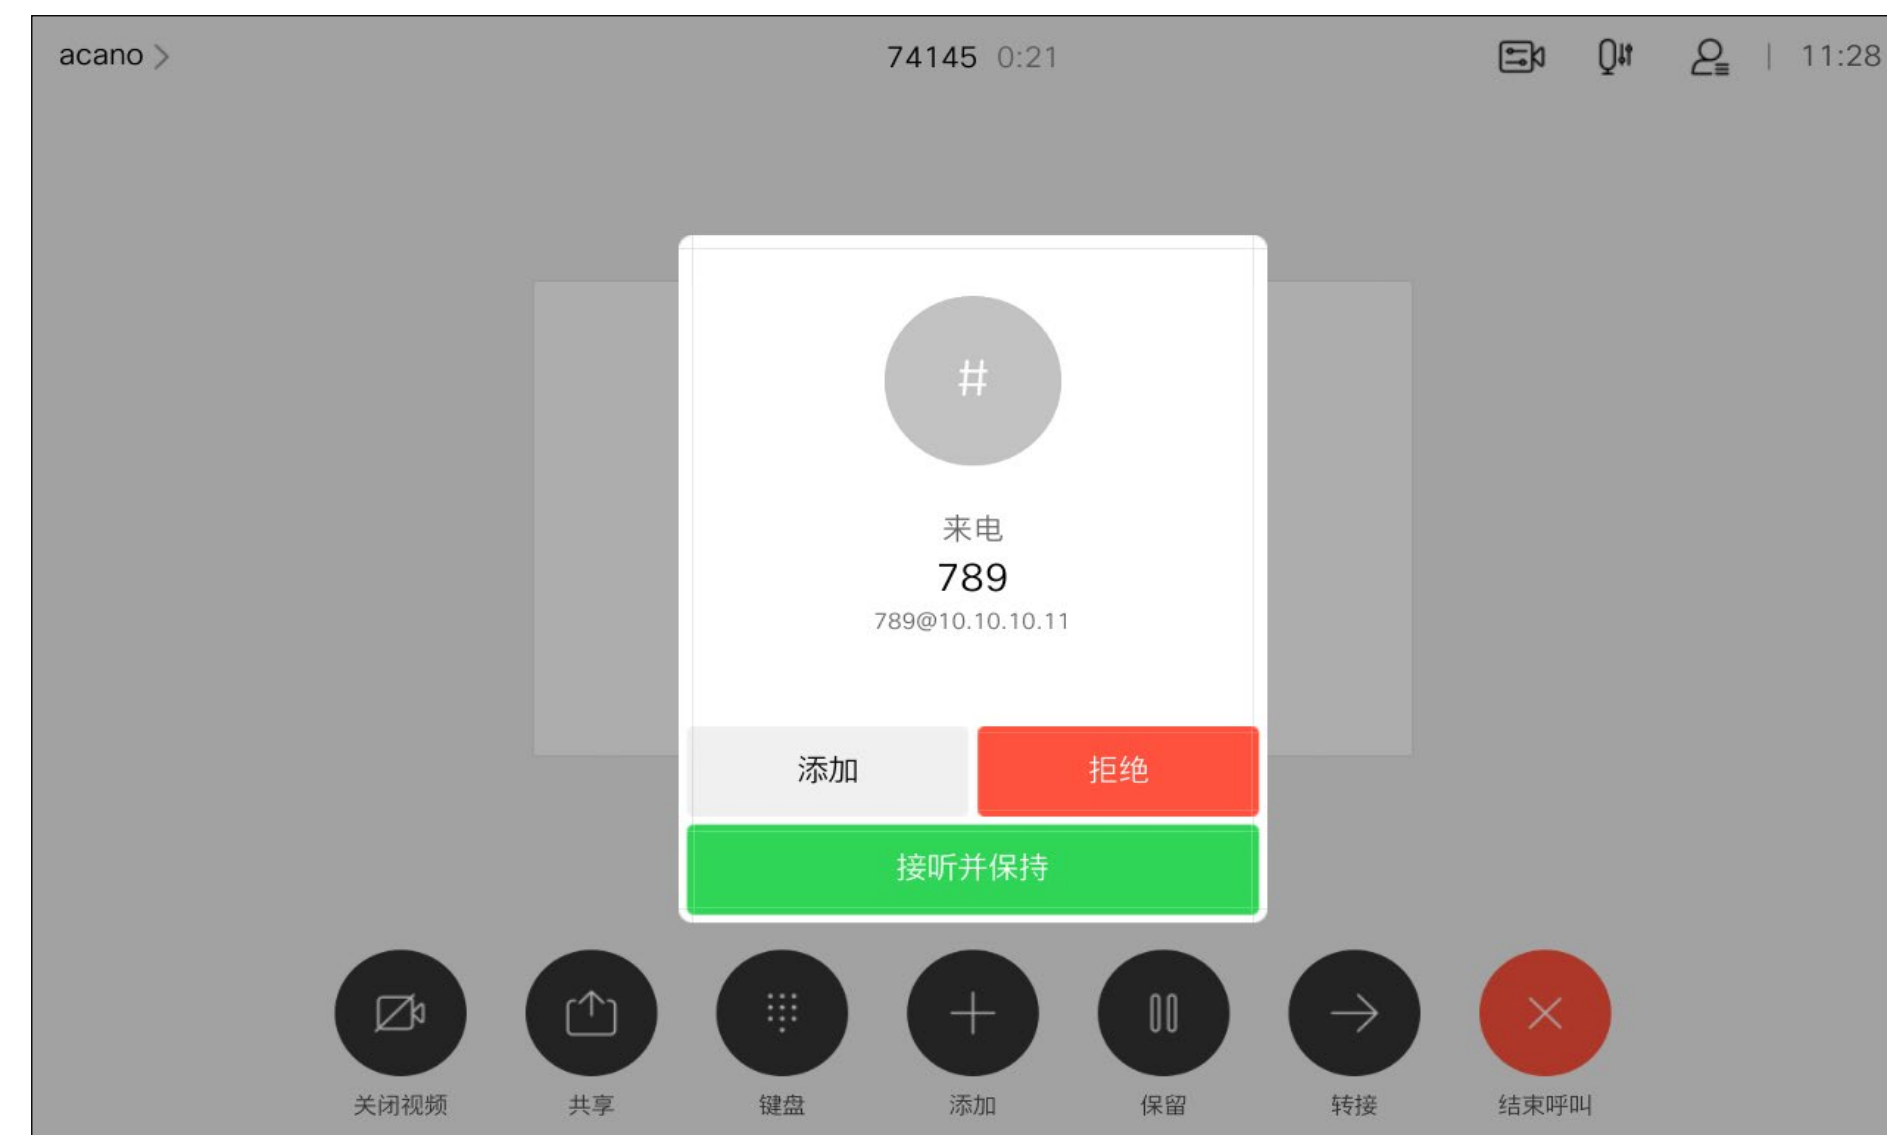 acano
74145 0:21
11:28
#
来电
789
789@10.10.10.11
添加 拒绝
接听并保持
关闭视频 共享 键盘 添加 保留 转接 结束呼叫